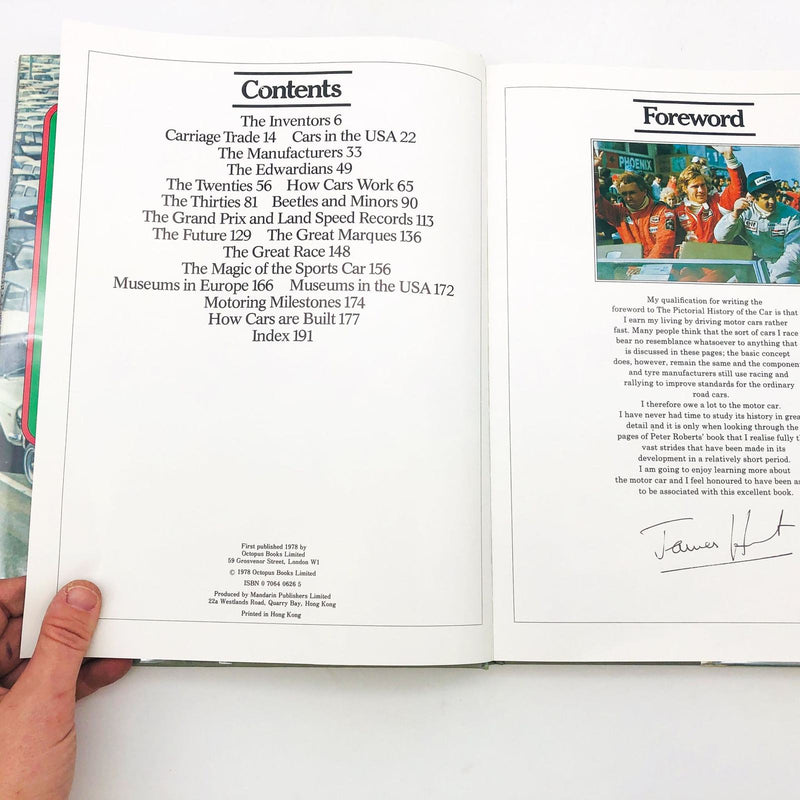 Contents
The Inventors 6
Carriage Trade 14 Cars in the USA 22
The Manufacturers 33
The Edwardians 49
The Twenties 56 How Cars Work 65
The Thirties 81 Beetles and Minors 90
The Grand Prix and Land Speed Records 113
The Future 129 The Great Marques 136
The Great Race 148
The Magic of the Sports Car 156
Museums in Europe 166 Museums in the USA 172
Motoring Milestones 174
How Cars are Built 177
Index 191
First published 1978 by
Octopus Books Limited
59 Grosvenor Street, London W1
© 1978 Octopus Books Limited
ISBN 0 7064 0626 5
Produced by Mandarin Publishers Limited
22a Westlands Road, Quarry Bay, Hong Kong
Printed in Hong Kong
Foreword
PHOENIX
GOODYEAR
elf
My qualification for writing the
foreword to The Pictorial History of the Car is that
I earn my living by driving motor cars rather
fast. Many people think that the sort of cars I race
bear no resemblance whatsoever to anything that
is discussed in these pages; the basic concept
does, however, remain the same and the component
and tyre manufacturers still use racing and
rallying to improve standards for the ordinary
road cars.
I therefore owe a lot to the motor car.
I have never had time to study its history in grea
detail and it is only when looking through the
pages of Peter Roberts' book that I realise fully t
vast strides that have been made in its
development in a relatively short period.
I am going to enjoy learning more about
the motor car and I feel honoured to have been as
to be associated with this excellent book.
James Hunt